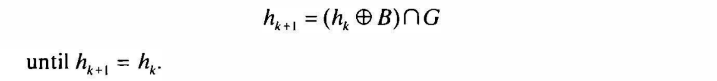 h_{k+1} = (h_k ⊕ B) ∩ G
until h_{k+1} = h_k.